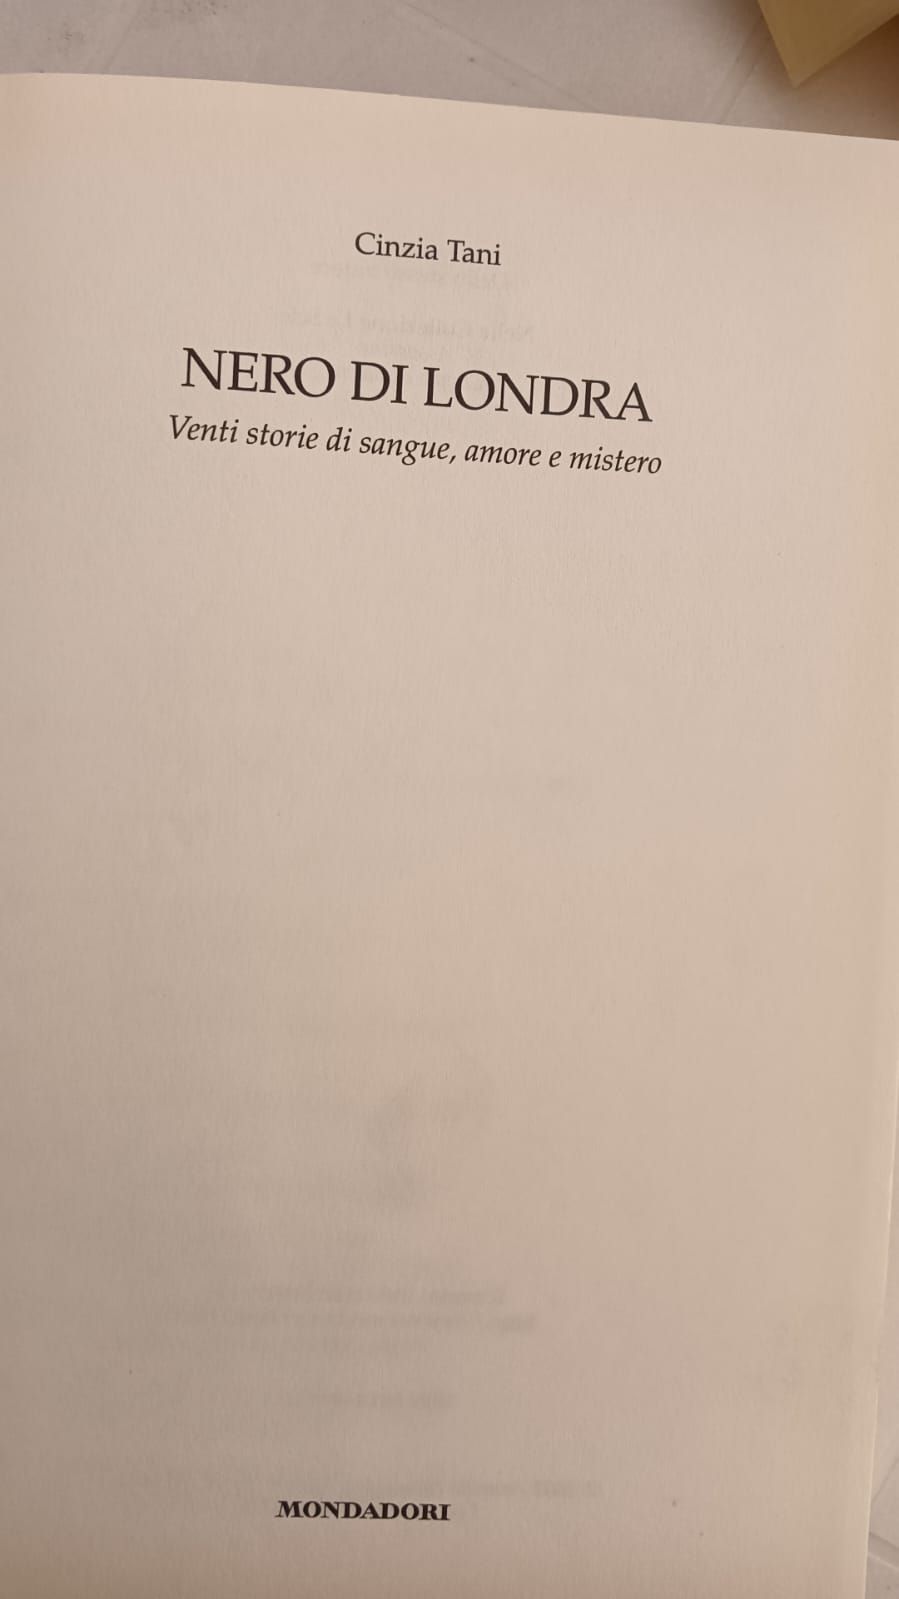 Cinzia Tani
NERO DI LONDRA
Venti storie di sangue, amore e mistero
MONDADORI